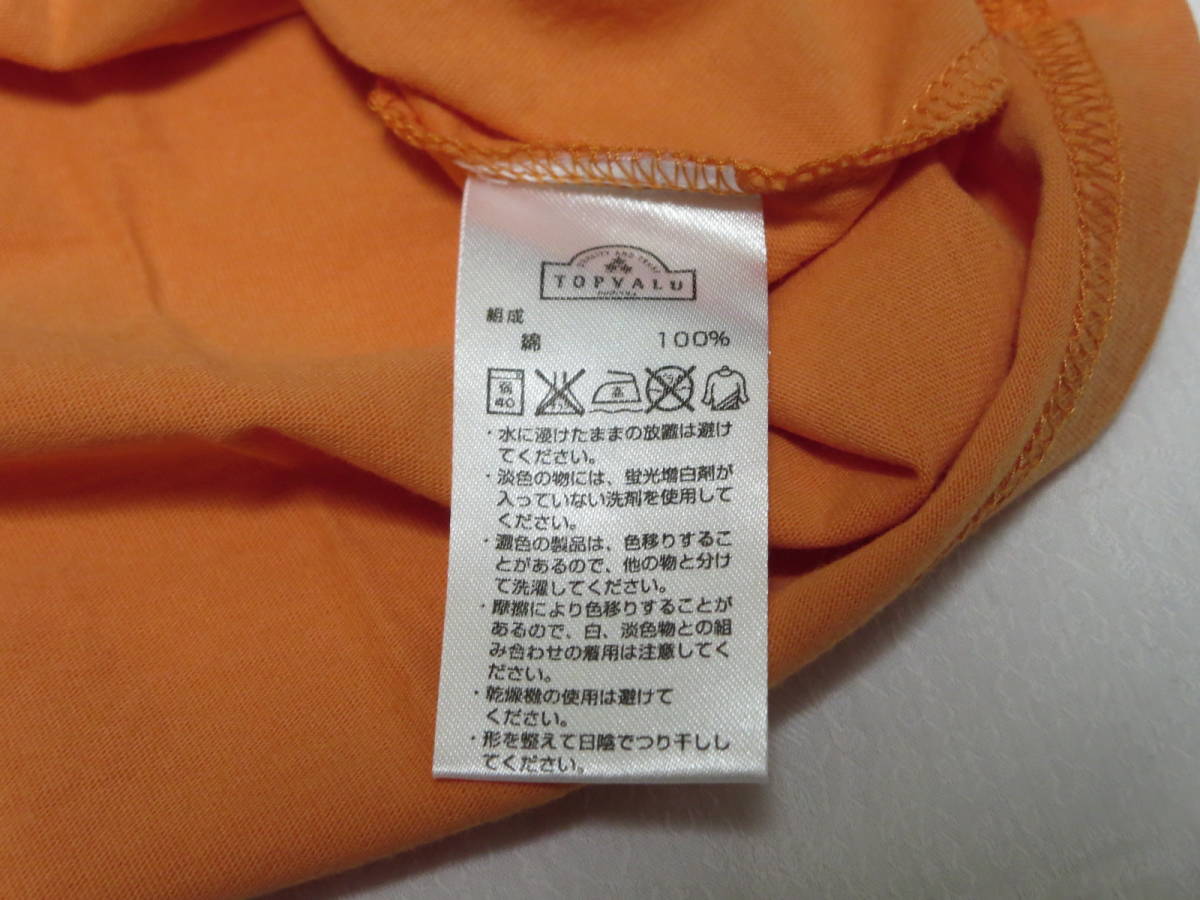 QUALITY AND TRUST
TOPVALU
組成
綿 100%
弱
40
高
・水に浸けたままの放置は避け
てください。
・淡色の物には、蛍光増白剤が
入っていない洗剤を使用して
ください。
・濃色の製品は、色移りするこ
とがあるので、他の物と分け
て洗濯してください。
・摩擦により色移りすることが
あるので、白、淡色物との組
み合わせの着用は注意してく
ださい。
・乾燥機の使用は避けて
ください。
・形を整えて日陰でつり干しし
てください。